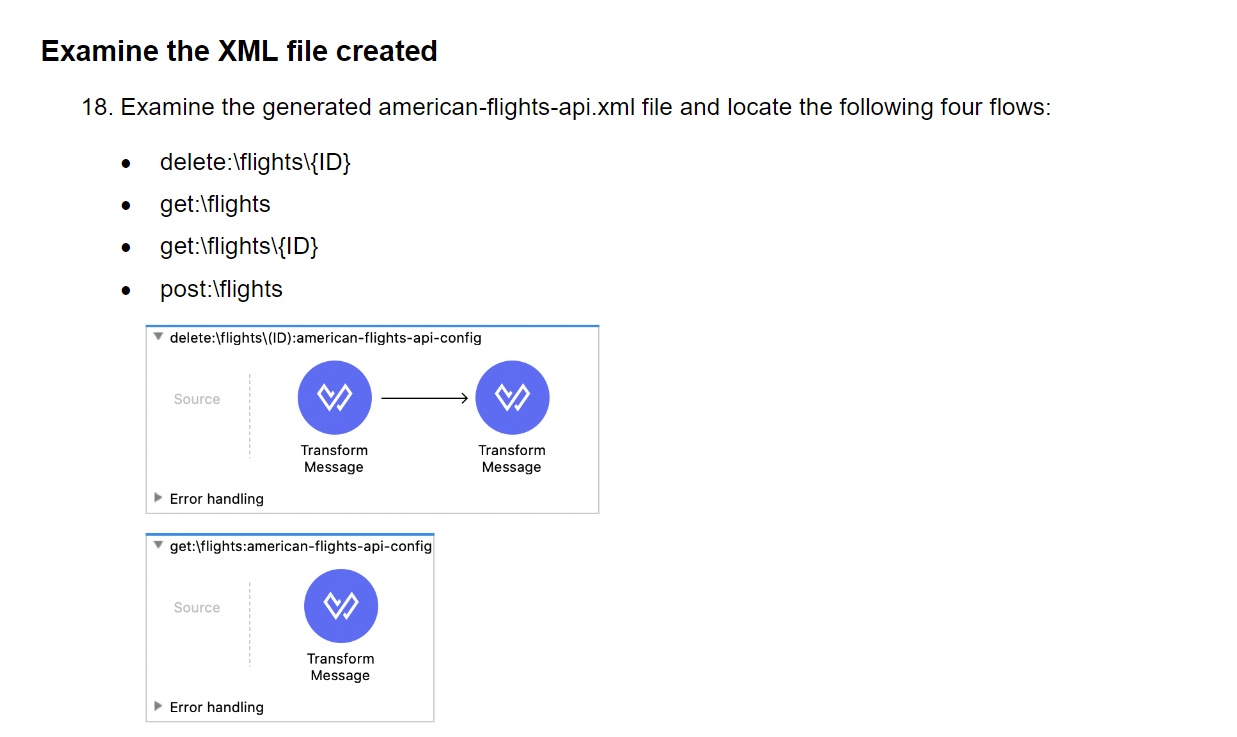 Examine the XML file created
18. Examine the generated american-flights-api.xml file and locate the following four flows:
• delete:\flights\{ID}
• get:\flights
• get:\flights\{ID}
• post:\flights
delete:\flights\(ID):american-flights-api-config
Source
Transform
Message
Transform
Message
Error handling
get:\flights:american-flights-api-config
Source
Transform
Message
Error handling